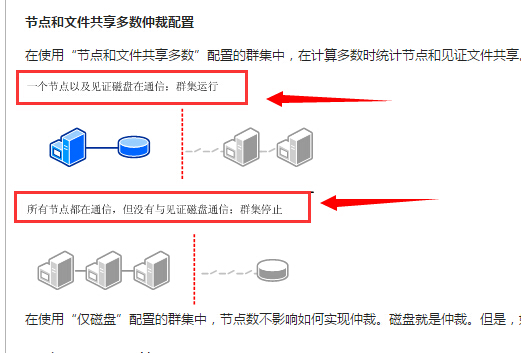 节点和文件共享多数仲裁配置
在使用“节点和文件共享多数”配置的群集中，在计算多数时统计节点和见证文件共享。
一个节点以及见证磁盘在通信；群集运行
所有节点都在通信，但没有与见证磁盘通信；群集停止
在使用“仅磁盘”配置的群集中，节点数不影响如何实现仲裁。磁盘就是仲裁。但是，